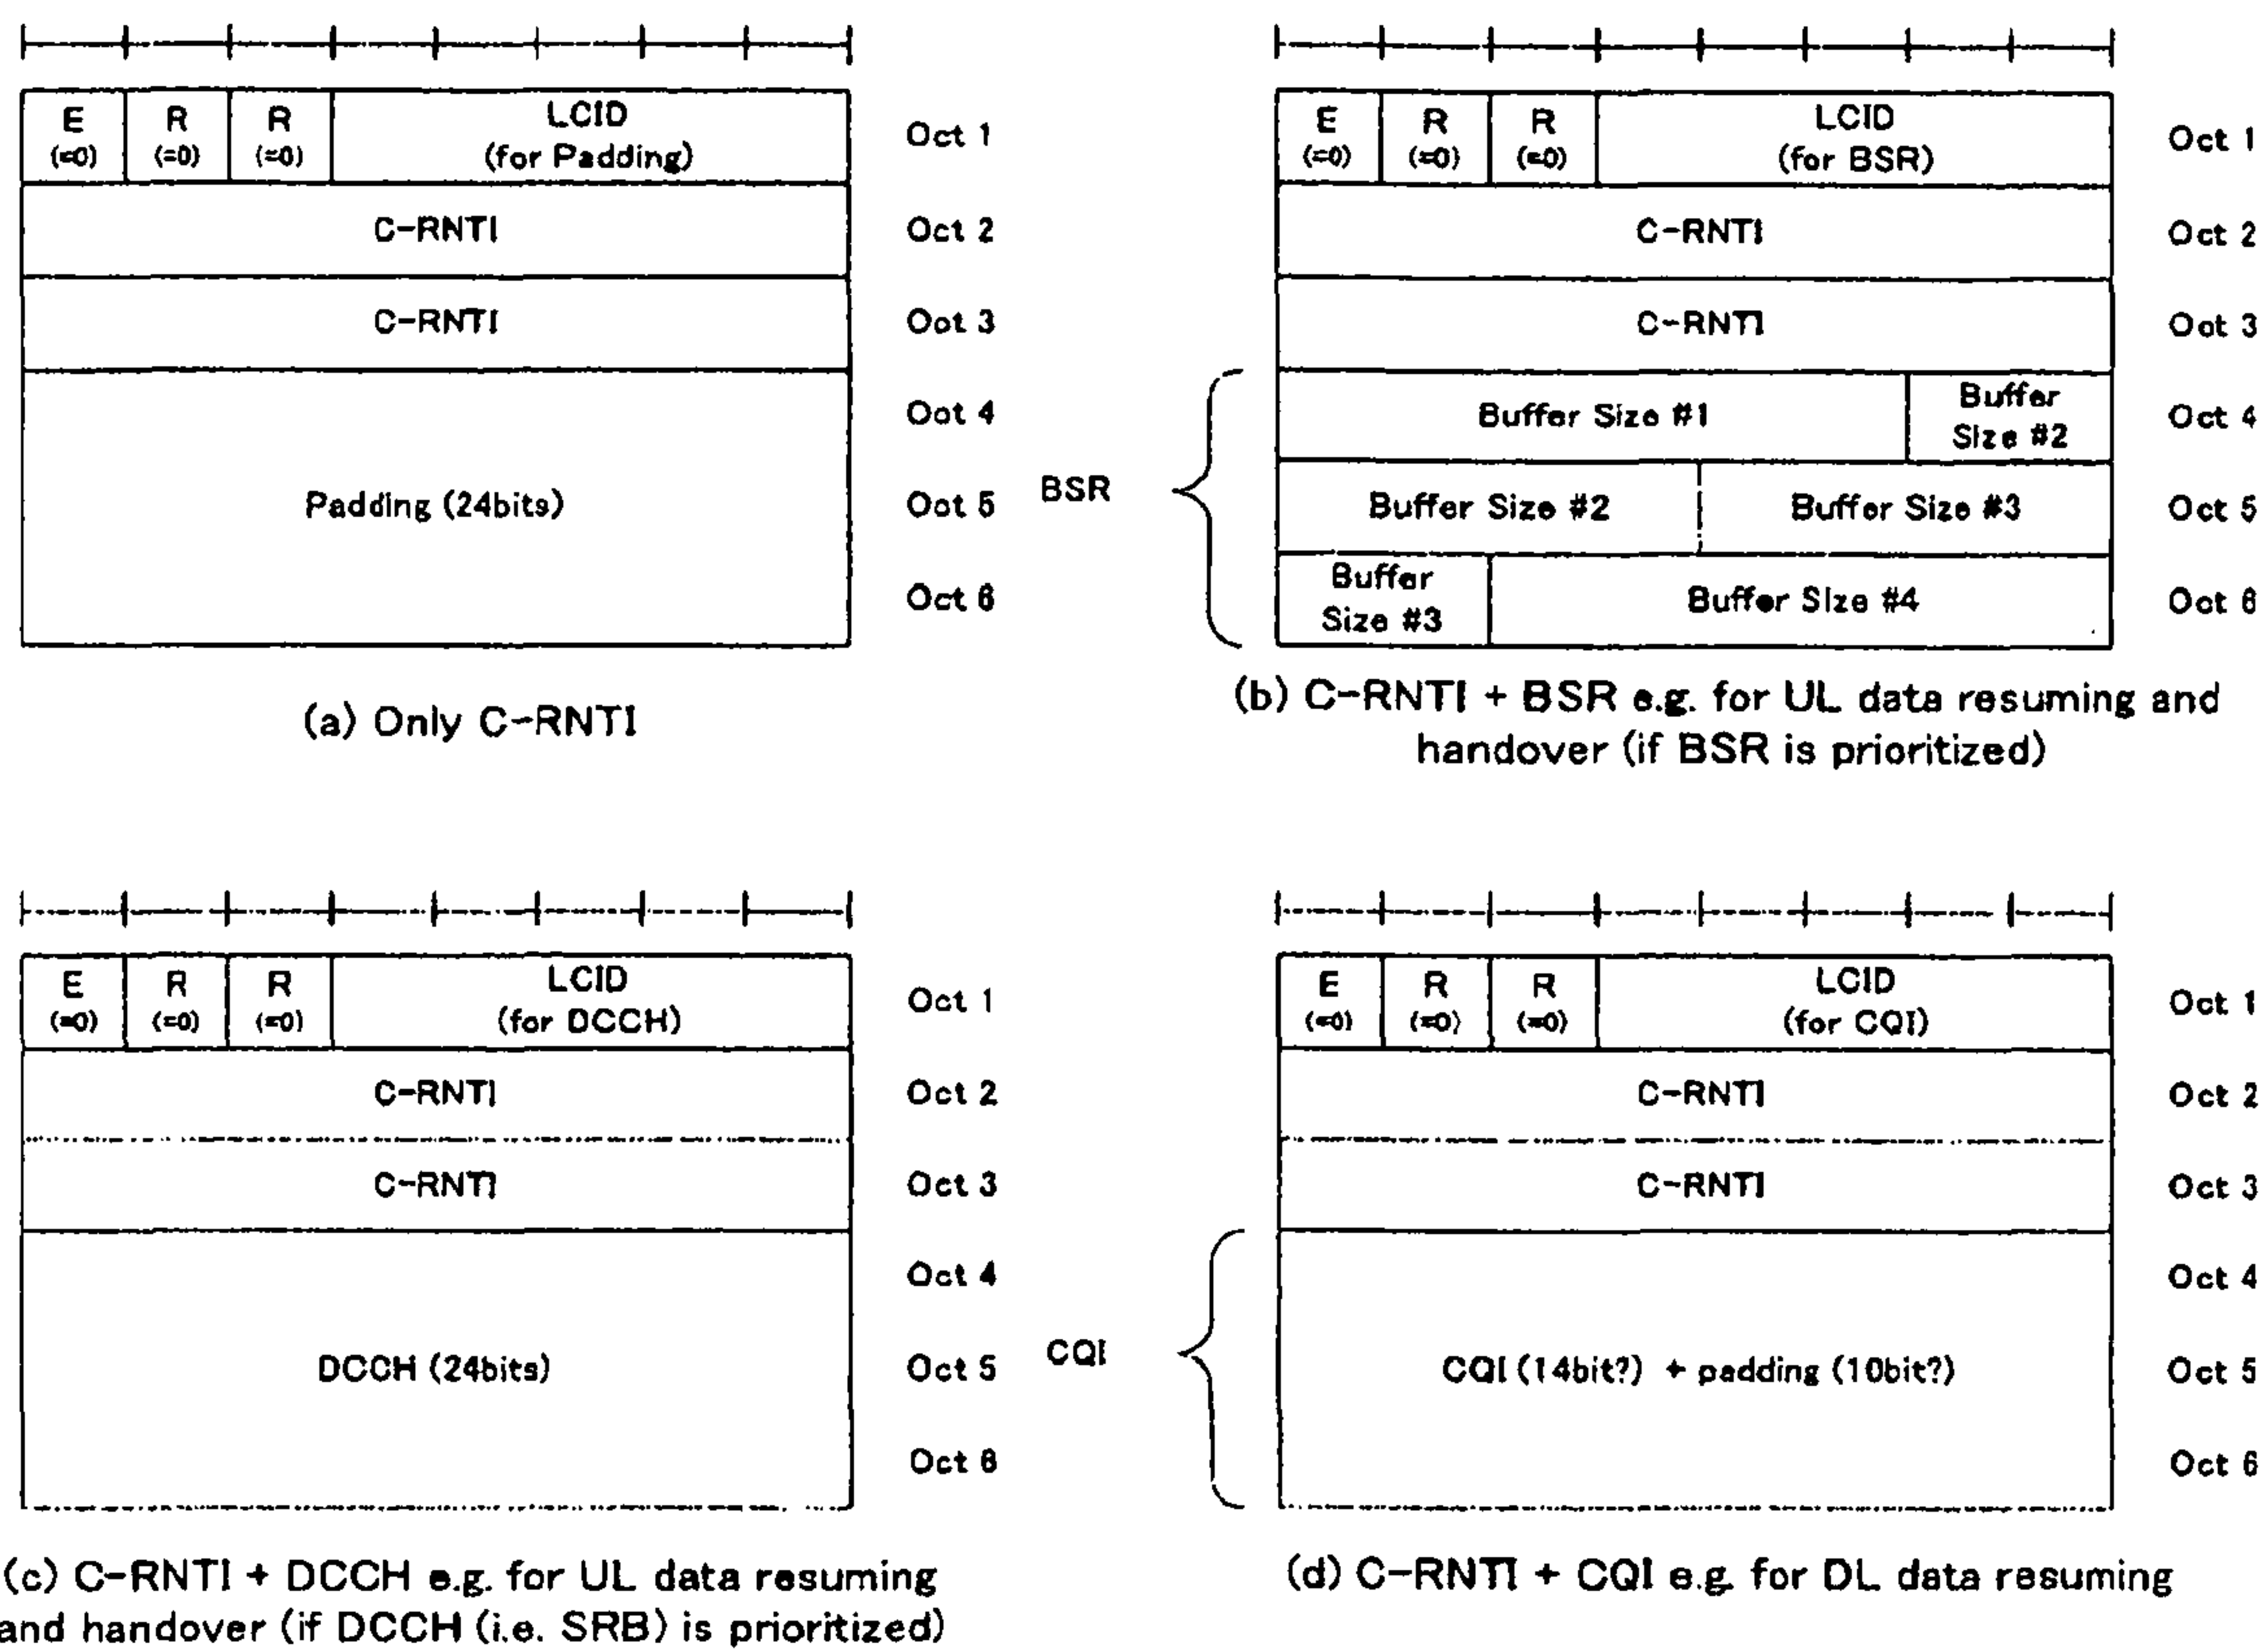 E
(=0)
R
(=0)
R
(=0)
LCID
(for Padding)
Oct 1
C-RNTI
Oct 2
C-RNTI
Oct 3
Oct 4
Padding (24bits)
Oct 5
Oct 6
(a) Only C-RNTI
E
(=0)
R
(=0)
R
(=0)
LCID
(for BSR)
Oct 1
C-RNTI
Oct 2
C-RNTI
Oct 3
BSR
Buffer Size #1
Buffer
Size #2
Oct 4
Buffer Size #2
Buffer Size #3
Oct 5
Buffer
Size #3
Buffer Size #4
Oct 6
(b) C-RNTI + BSR e.g. for UL data resuming and
handover (if BSR is prioritized)
E
(=0)
R
(=0)
R
(=0)
LCID
(for DCCH)
Oct 1
C-RNTI
Oct 2
C-RNTI
Oct 3
Oct 4
DCCH (24bits)
Oct 5
Oct 6
(c) C-RNTI + DCCH e.g. for UL data resuming
and handover (if DCCH (i.e. SRB) is prioritized)
E
(=0)
R
(=0)
R
(=0)
LCID
(for CQI)
Oct 1
C-RNTI
Oct 2
C-RNTI
Oct 3
CQI
Oct 4
CQI (14bit?) + padding (10bit?)
Oct 5
Oct 6
(d) C-RNTI + CQI e.g. for DL data resuming